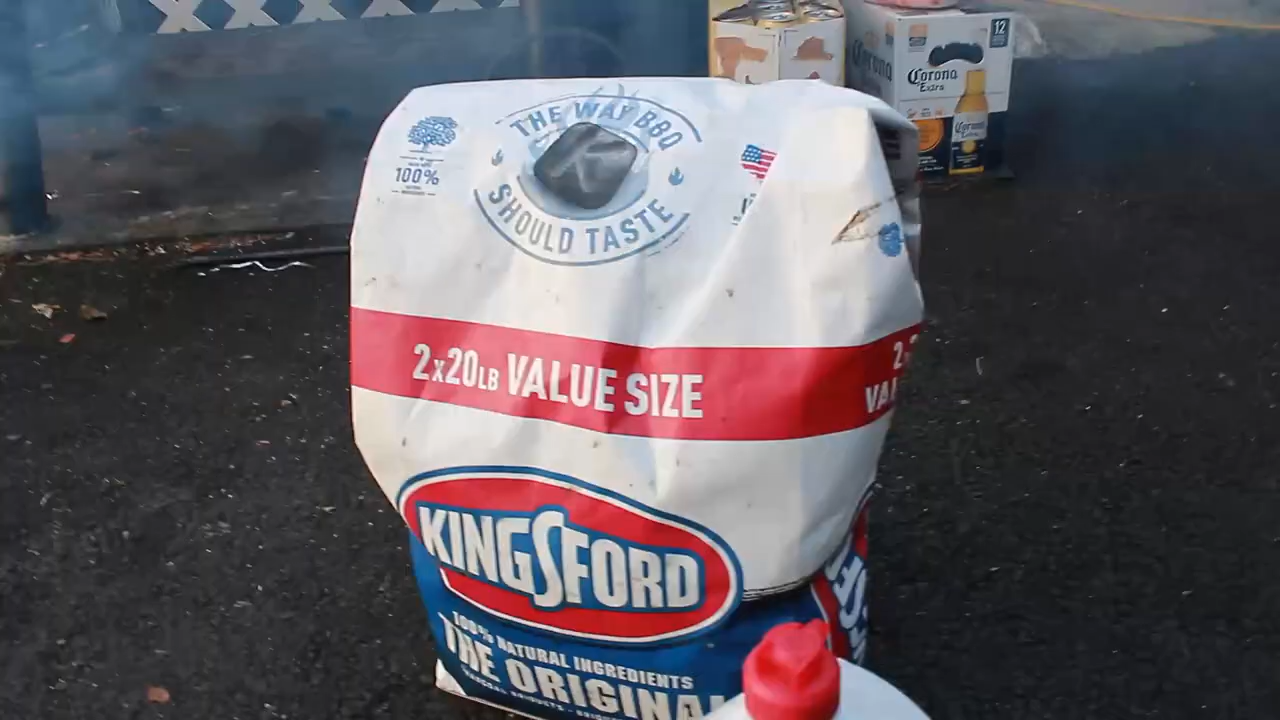 12
Corona
Corona
Extra
Corona
Extra
THE WAY BBQ
K
SHOULD TASTE
100%
2x20LB VALUE SIZE
KINGSFORD
100% NATURAL INGREDIENTS
THE ORIGINAL